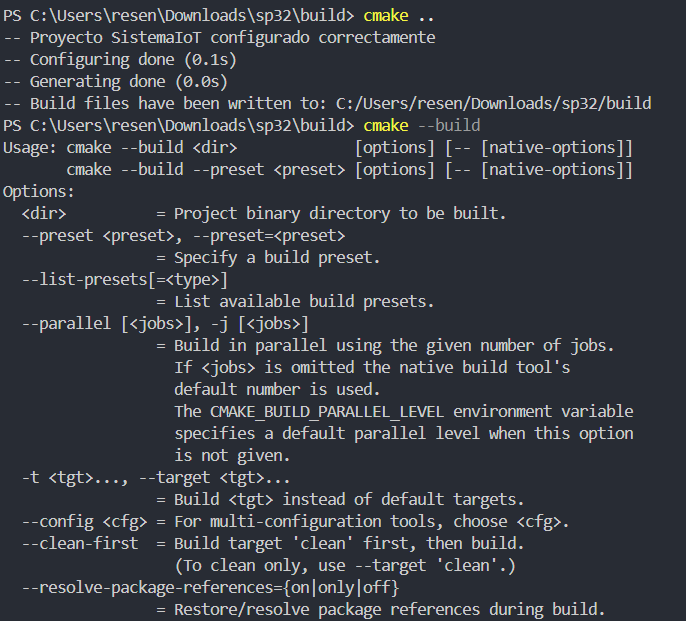 PS C:\Users\resen\Downloads\sp32\build> cmake ..
-- Proyecto SistemaIoT configurado correctamente
-- Configuring done (0.1s)
-- Generating done (0.0s)
-- Build files have been written to: C:/Users/resen/Downloads/sp32/build
PS C:\Users\resen\Downloads\sp32\build> cmake --build
Usage: cmake --build <dir>             [options] [-- [native-options]]
       cmake --build --preset <preset> [options] [-- [native-options]]
Options:
  <dir>          = Project binary directory to be built.
  --preset <preset>, --preset=<preset>
                 = Specify a build preset.
  --list-presets[=<type>]
                 = List available build presets.
  --parallel [<jobs>], -j [<jobs>]
                 = Build in parallel using the given number of jobs.
                   If <jobs> is omitted the native build tool's
                   default number is used.
                   The CMAKE_BUILD_PARALLEL_LEVEL environment variable
                   specifies a default parallel level when this option
                   is not given.
  -t <tgt>..., --target <tgt>...
                 = Build <tgt> instead of default targets.
  --config <cfg> = For multi-configuration tools, choose <cfg>.
  --clean-first  = Build target 'clean' first, then build.
                   (To clean only, use --target 'clean'.)
  --resolve-package-references={on|only|off}
                 = Restore/resolve package references during build.